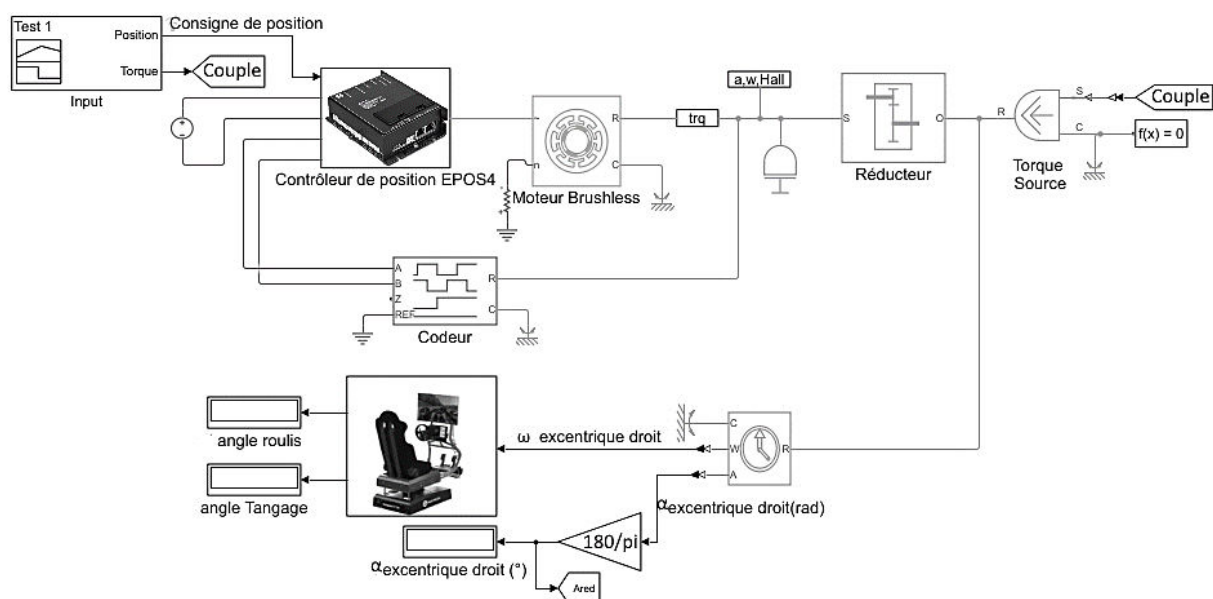 Test 1
Position
Consigne de position
Torque
Couple
Input
a,w,Hall
trq
R
C
n
S
O
R
S
C
Couple
f(x) = 0
Contrôleur de position EPOS4
Moteur Brushless
Réducteur
Torque
Source
A
B
Z
REF
R
C
Codeur
angle roulis
angle Tangage
ω excentrique droit
C
W
A
R
αexcentrique droit(rad)
180/pi
αexcentrique droit (°)
Ared